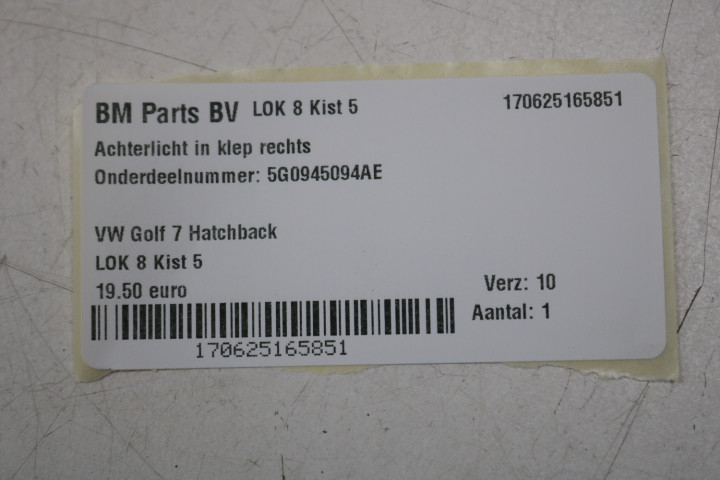 BM Parts BV LOK 8 Kist 5 170625165851
Achterlicht in klep rechts
Onderdeelnummer: 5G0945094AE
VW Golf 7 Hatchback
LOK 8 Kist 5
19.50 euro Verz: 10
Aantal: 1
170625165851